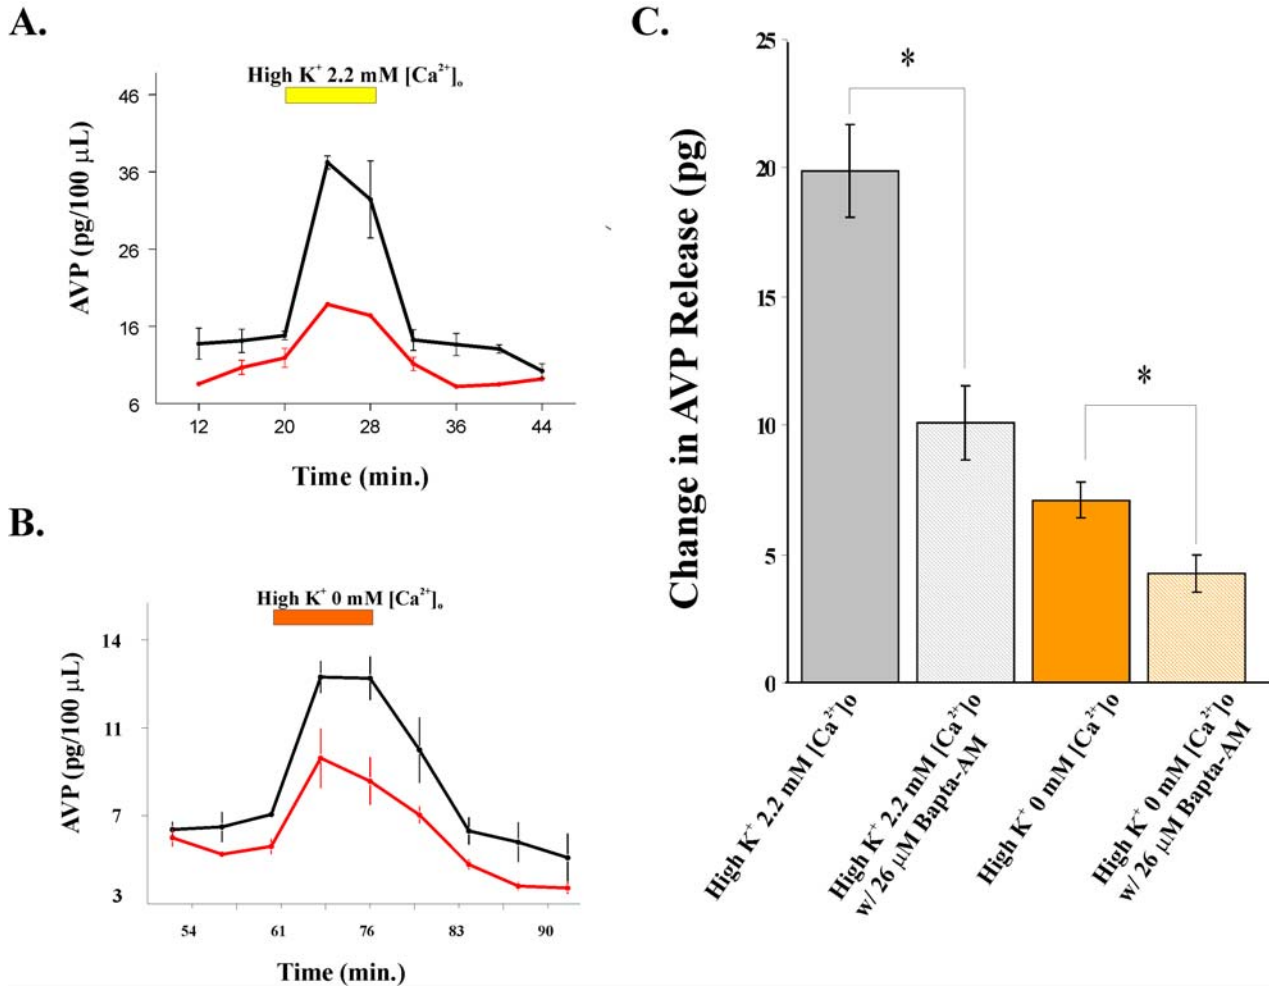 A.
High K⁺ 2.2 mM [Ca²⁺]ₒ
AVP (pg/100 μL)
46
36
26
16
6
12 20 28 36 44
Time (min.)
B.
High K⁺ 0 mM [Ca²⁺]ₒ
AVP (pg/100 μL)
14
11
7
3
54 61 76 83 90
Time (min.)
C.
Change in AVP Release (pg)
25
20
15
10
5
0
*
*
High K⁺ 2.2 mM [Ca²⁺]o
High K⁺ 2.2 mM [Ca²⁺]o
w/ 26 μM Bapta-AM
High K⁺ 0 mM [Ca²⁺]o
High K⁺ 0 mM [Ca²⁺]o
w/ 26 μM Bapta-AM